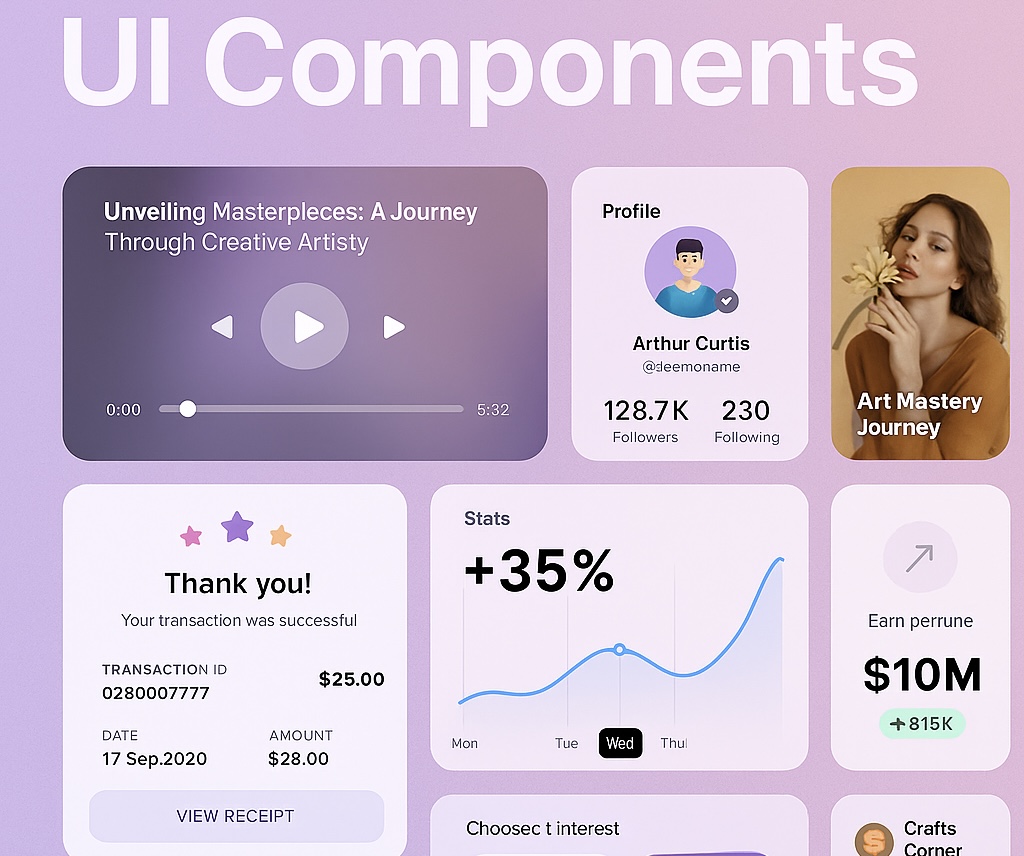 UI Components
Unveiling Masterpleces: A Journey
Through Creative Artisty
0:00
5:32
Profile
Arthur Curtis
@deemoname
128.7K
230
Followers
Following
Art Mastery
Journey
Thank you!
Your transaction was successful
TRANSACTION ID
0280007777
$25.00
DATE
AMOUNT
17 Sep.2020
$28.00
VIEW RECEIPT
Stats
+35%
Mon
Tue
Wed
Thu
Earn perrune
$10M
+815K
Choosec t interest
Crafts
Corner